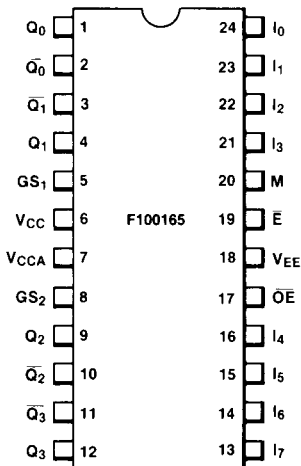 Q₀ 1 24 I₀
Q̅₀ 2 23 I₁
Q̅₁ 3 22 I₂
Q₁ 4 21 I₃
GS₁ 5 20 M
VCC 6 F100165 19 E̅
VCCA 7 18 VEE
GS₂ 8 17 O̅E̅
Q₂ 9 16 I₄
Q̅₂ 10 15 I₅
Q̅₃ 11 14 I₆
Q₃ 12 13 I₇